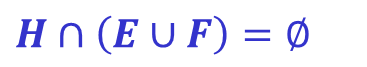 H ∩ (E ∪ F) = ∅